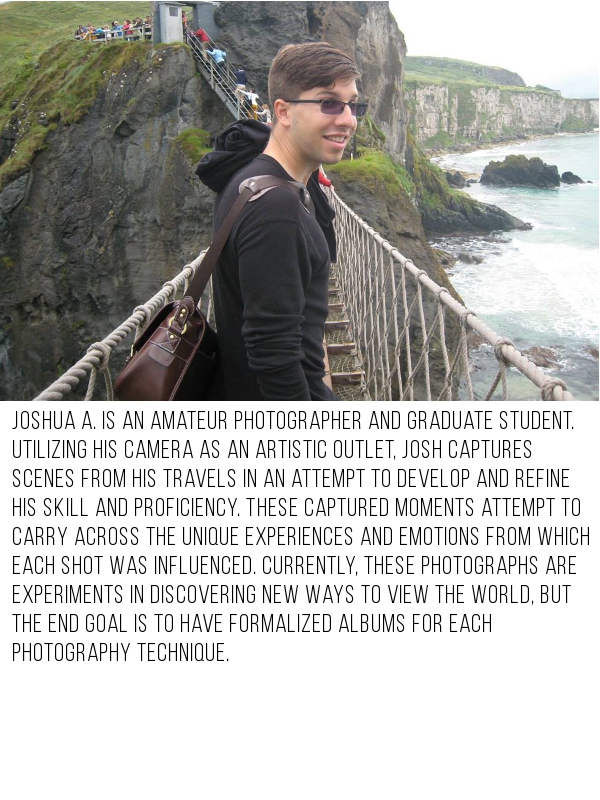 JOSHUA A. IS AN AMATEUR PHOTOGRAPHER AND GRADUATE STUDENT.
UTILIZING HIS CAMERA AS AN ARTISTIC OUTLET, JOSH CAPTURES
SCENES FROM HIS TRAVELS IN AN ATTEMPT TO DEVELOP AND REFINE
HIS SKILL AND PROFICIENCY. THESE CAPTURED MOMENTS ATTEMPT TO
CARRY ACROSS THE UNIQUE EXPERIENCES AND EMOTIONS FROM WHICH
EACH SHOT WAS INFLUENCED. CURRENTLY, THESE PHOTOGRAPHS ARE
EXPERIMENTS IN DISCOVERING NEW WAYS TO VIEW THE WORLD, BUT
THE END GOAL IS TO HAVE FORMALIZED ALBUMS FOR EACH
PHOTOGRAPHY TECHNIQUE.